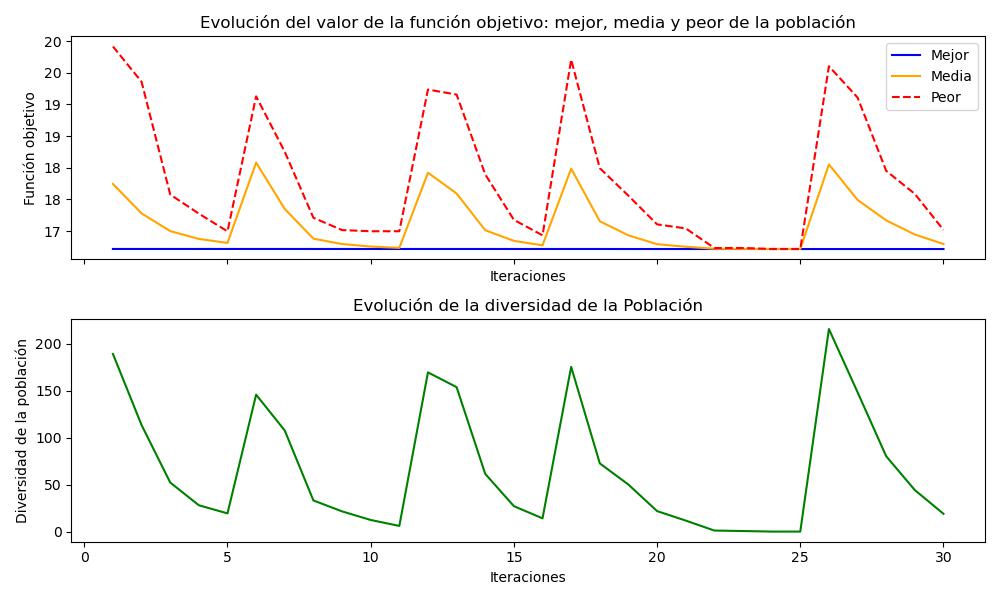 Evolución del valor de la función objetivo: mejor, media y peor de la población
Función objetivo
20
20
19
19
18
18
17
Mejor
Media
Peor
Iteraciones
Evolución de la diversidad de la Población
Diversidad de la población
200
150
100
50
0
0 5 10 15 20 25 30
Iteraciones